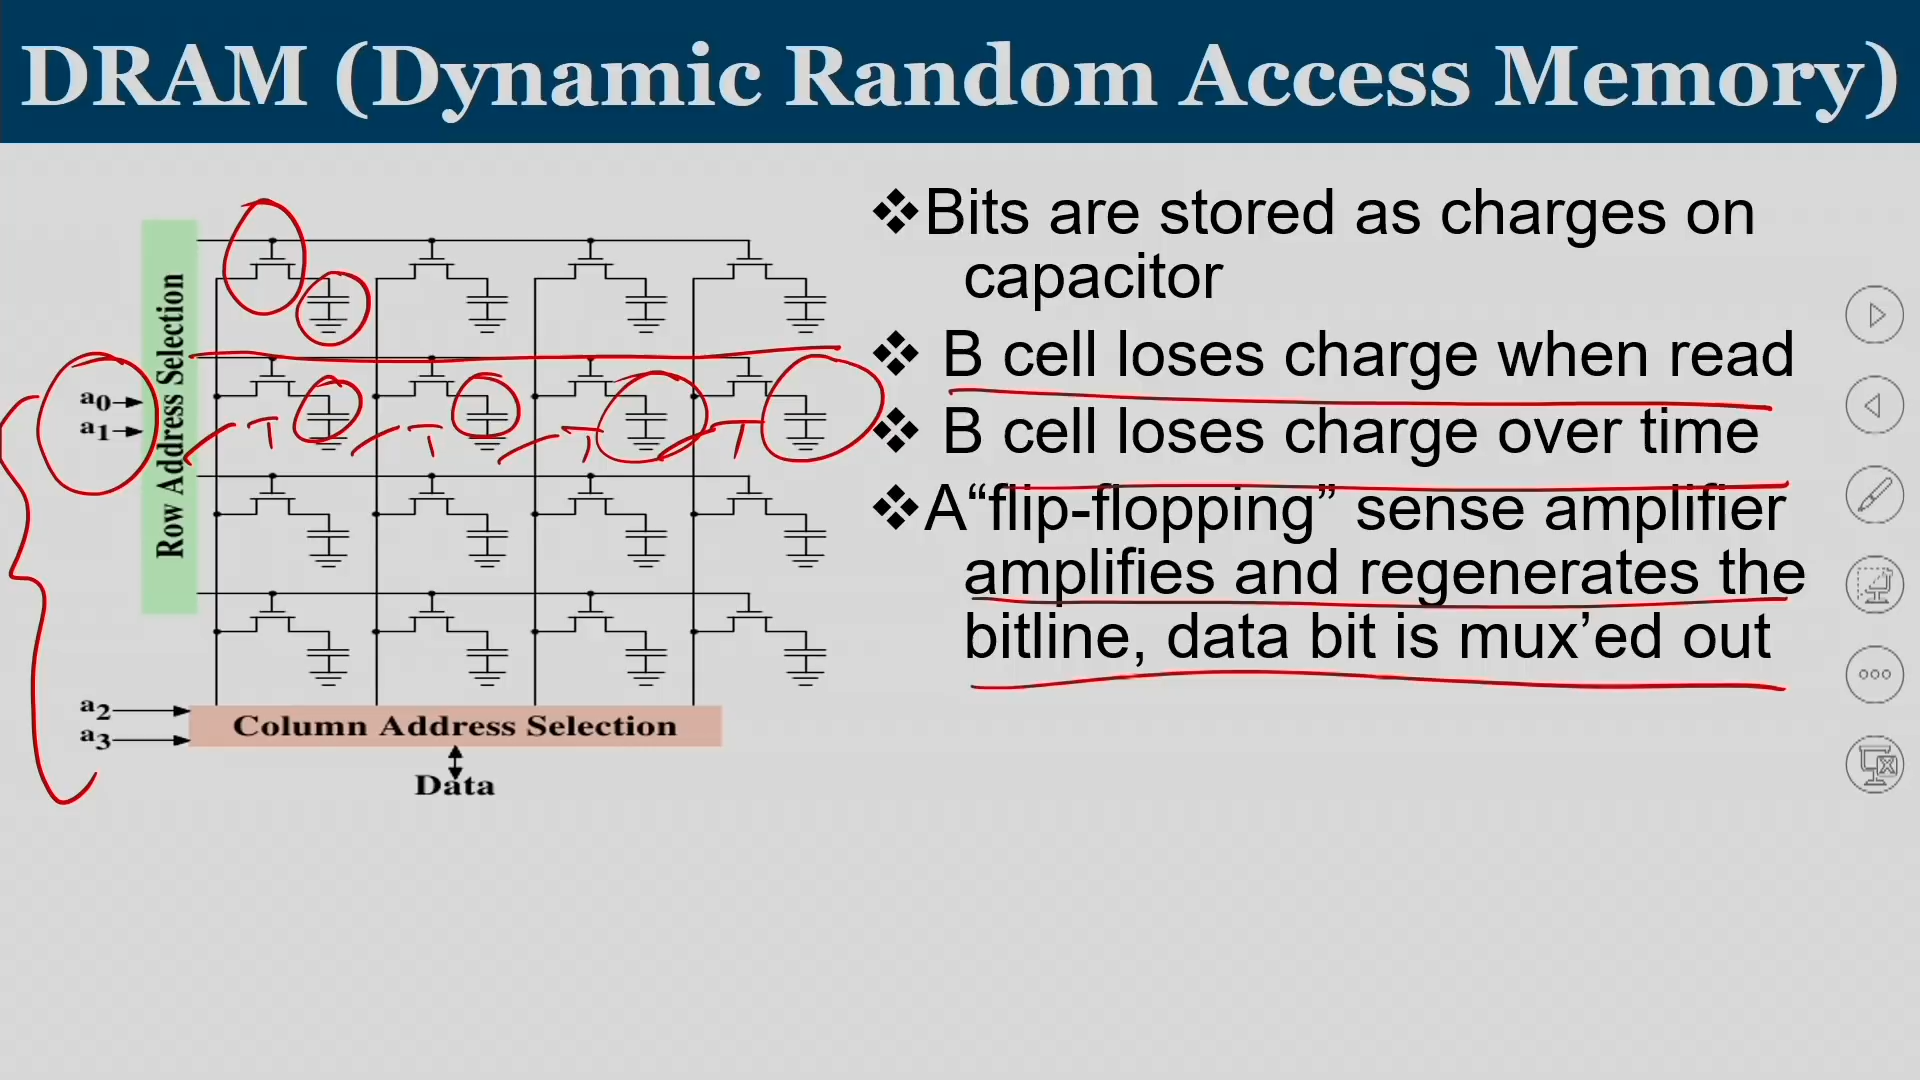 DRAM (Dynamic Random Access Memory)
❖Bits are stored as charges on
capacitor
❖ B cell loses charge when read
❖ B cell loses charge over time
❖A“flip-flopping” sense amplifier
amplifies and regenerates the
bitline, data bit is mux’ed out
Row Address Selection
a0
a1
a2
a3
Column Address Selection
Data